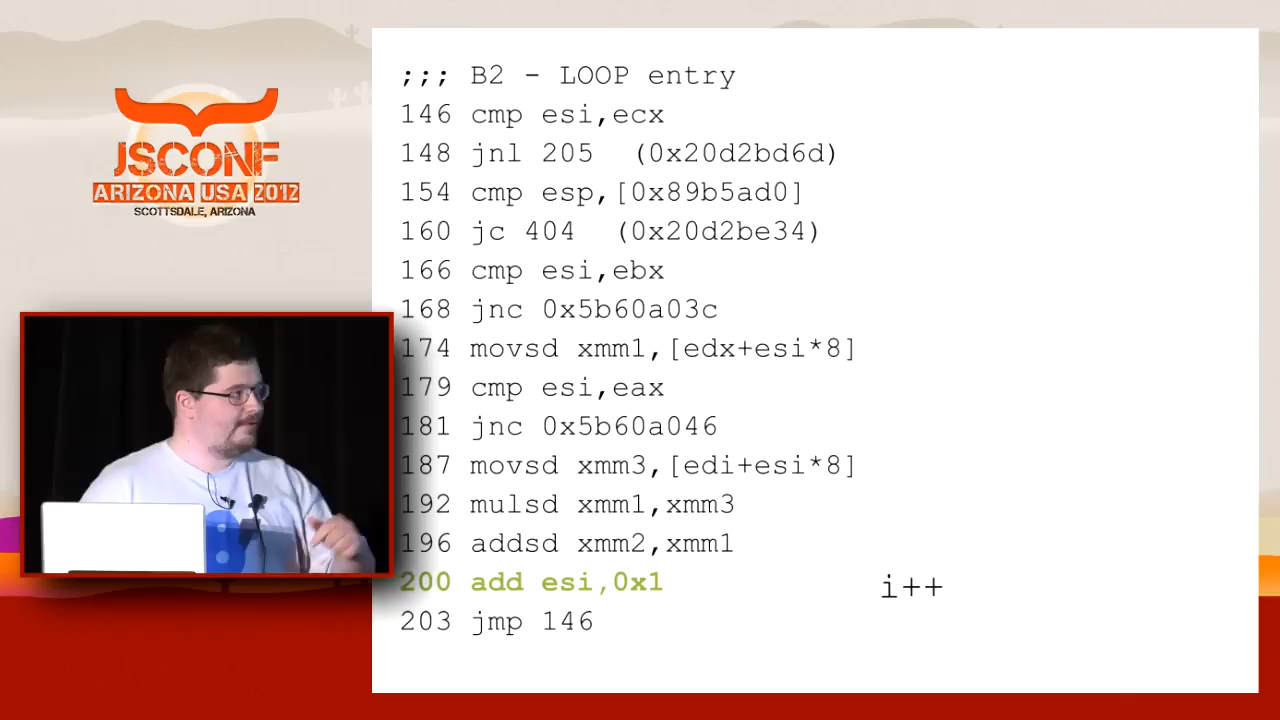 JSCONF
ARIZONA USA 2012
SCOTTSDALE, ARIZONA
;;; B2 - LOOP entry
146 cmp esi,ecx
148 jnl 205  (0x20d2bd6d)
154 cmp esp,[0x89b5ad0]
160 jc 404  (0x20d2be34)
166 cmp esi,ebx
168 jnc 0x5b60a03c
174 movsd xmm1,[edx+esi*8]
179 cmp esi,eax
181 jnc 0x5b60a046
187 movsd xmm3,[edi+esi*8]
192 mulsd xmm1,xmm3
196 addsd xmm2,xmm1
200 add esi,0x1 i++
203 jmp 146